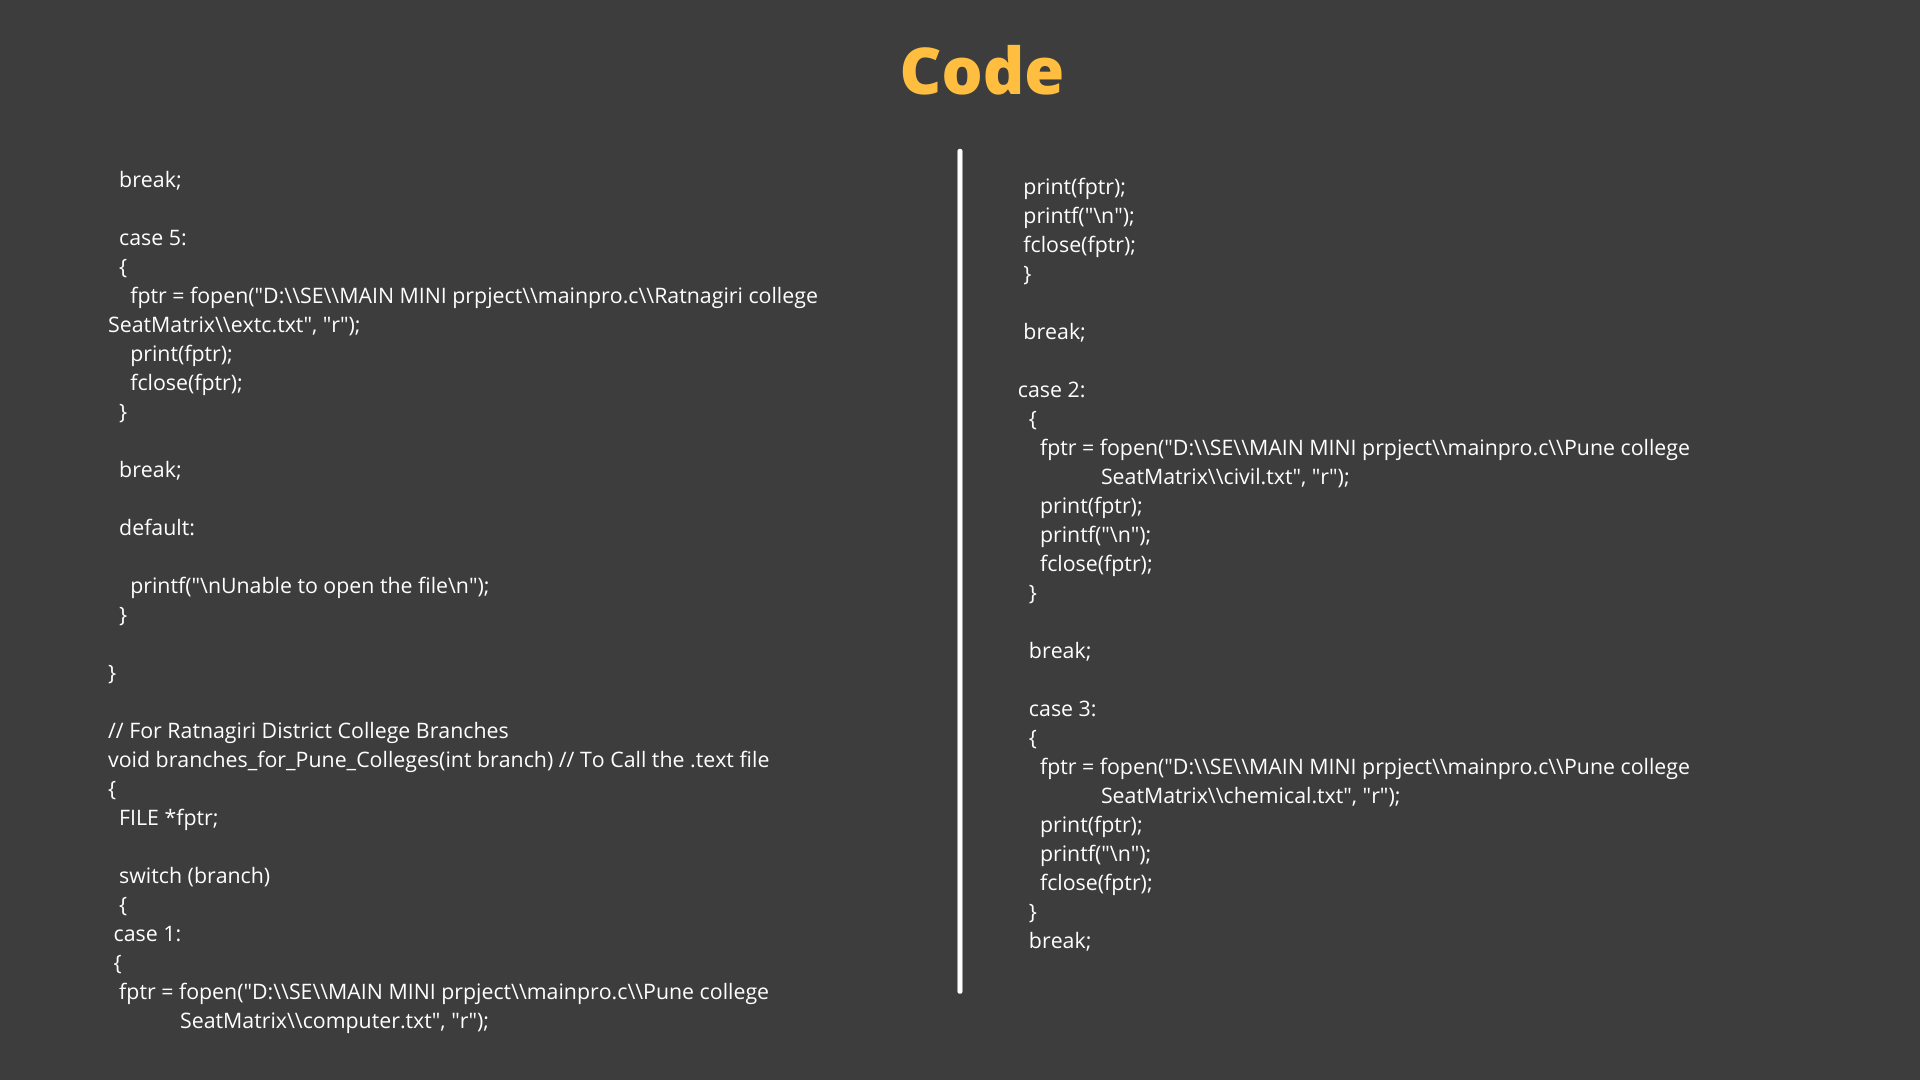 Code
break;
case 5:
{
fptr = fopen("D:\\SE\\MAIN MINI prpject\\mainpro.c\\Ratnagiri college
SeatMatrix\\extc.txt", "r");
print(fptr);
fclose(fptr);
}
break;
default:
printf("\nUnable to open the file\n");
}
}
// For Ratnagiri District College Branches
void branches_for_Pune_Colleges(int branch) // To Call the .text file
{
FILE *fptr;
switch (branch)
{
case 1:
{
fptr = fopen("D:\\SE\\MAIN MINI prpject\\mainpro.c\\Pune college
SeatMatrix\\computer.txt", "r");
print(fptr);
printf("\n");
fclose(fptr);
}
break;
case 2:
{
fptr = fopen("D:\\SE\\MAIN MINI prpject\\mainpro.c\\Pune college
SeatMatrix\\civil.txt", "r");
print(fptr);
printf("\n");
fclose(fptr);
}
break;
case 3:
{
fptr = fopen("D:\\SE\\MAIN MINI prpject\\mainpro.c\\Pune college
SeatMatrix\\chemical.txt", "r");
print(fptr);
printf("\n");
fclose(fptr);
}
break;